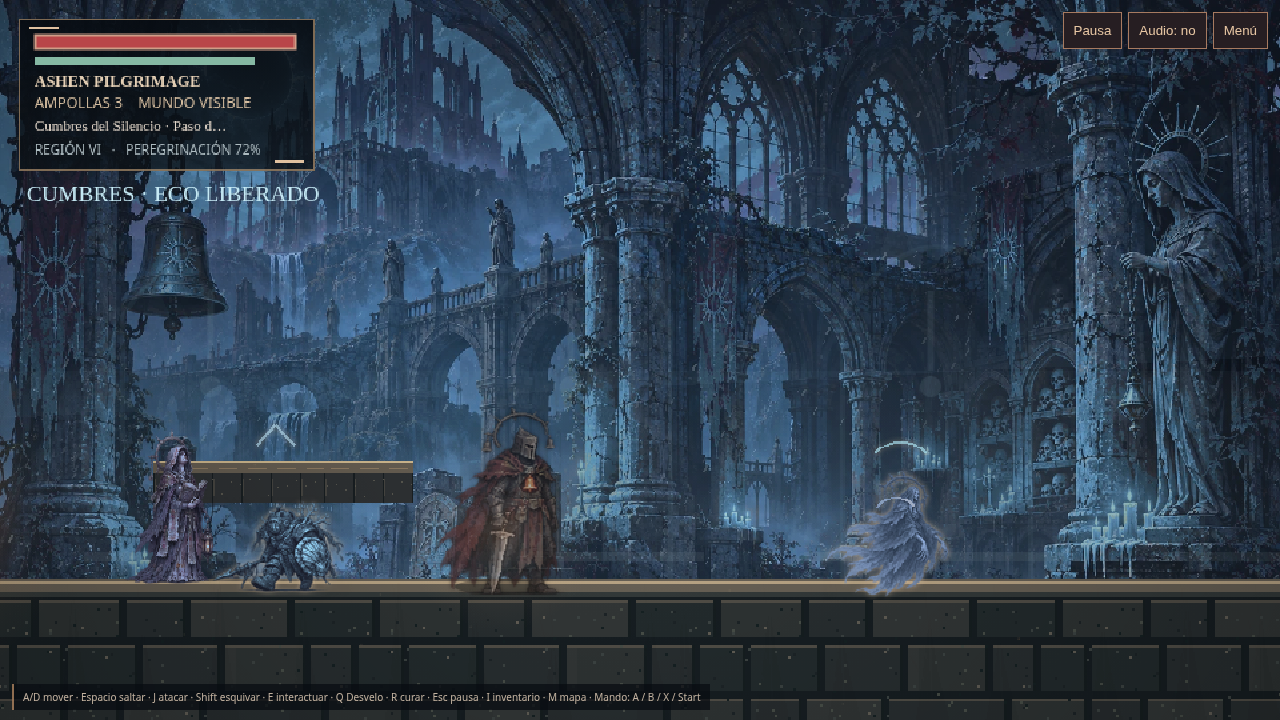 Pausa
Audio: no
Menú
ASHEN PILGRIMAGE
AMPOLLAS 3 MUNDO VISIBLE
Cumbres del Silencio · Paso d...
REGIÓN VI · PEREGRINACIÓN 72%
CUMBRES · ECO LIBERADO
A/D mover · Espacio saltar · J atacar · Shift esquivar · E interactuar · Q Desvelo · R curar · Esc pausa · I inventario · M mapa · Mando: A / B / X / Start